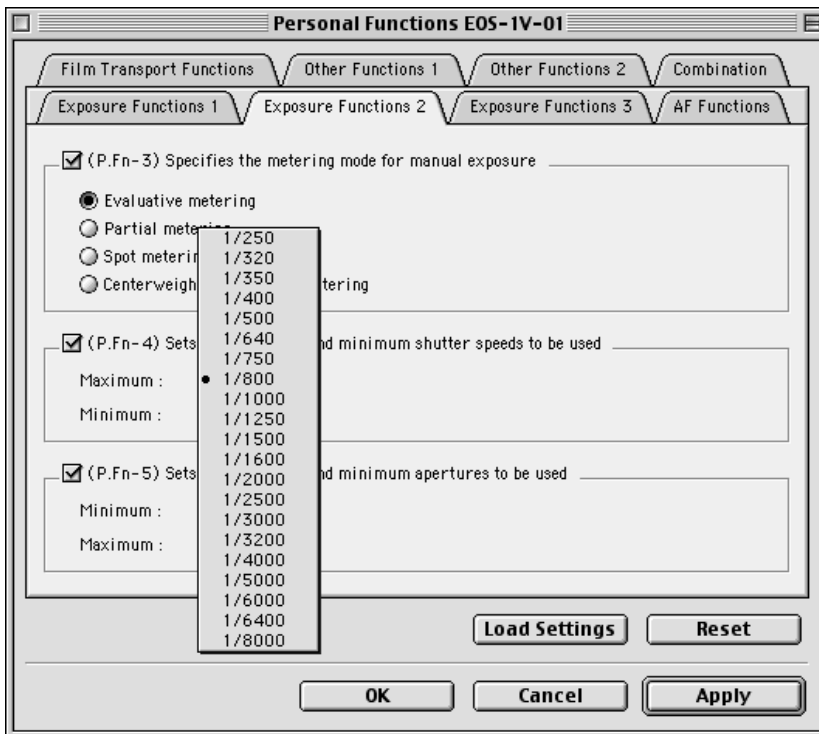 Personal Functions EOS-1V-01
Film Transport Functions
Other Functions 1
Other Functions 2
Combination
Exposure Functions 1
Exposure Functions 2
Exposure Functions 3
AF Functions
(P.Fn-3) Specifies the metering mode for manual exposure
Evaluative metering
Partial metering
Spot meterin
Centerweigh tering
(P.Fn-4) Sets nd minimum shutter speeds to be used
Maximum :
Minimum :
(P.Fn-5) Sets nd minimum apertures to be used
Minimum :
Maximum :
1/250
1/320
1/350
1/400
1/500
1/640
1/750
1/800
1/1000
1/1250
1/1500
1/1600
1/2000
1/2500
1/3000
1/3200
1/4000
1/5000
1/6000
1/6400
1/8000
Load Settings
Reset
OK
Cancel
Apply